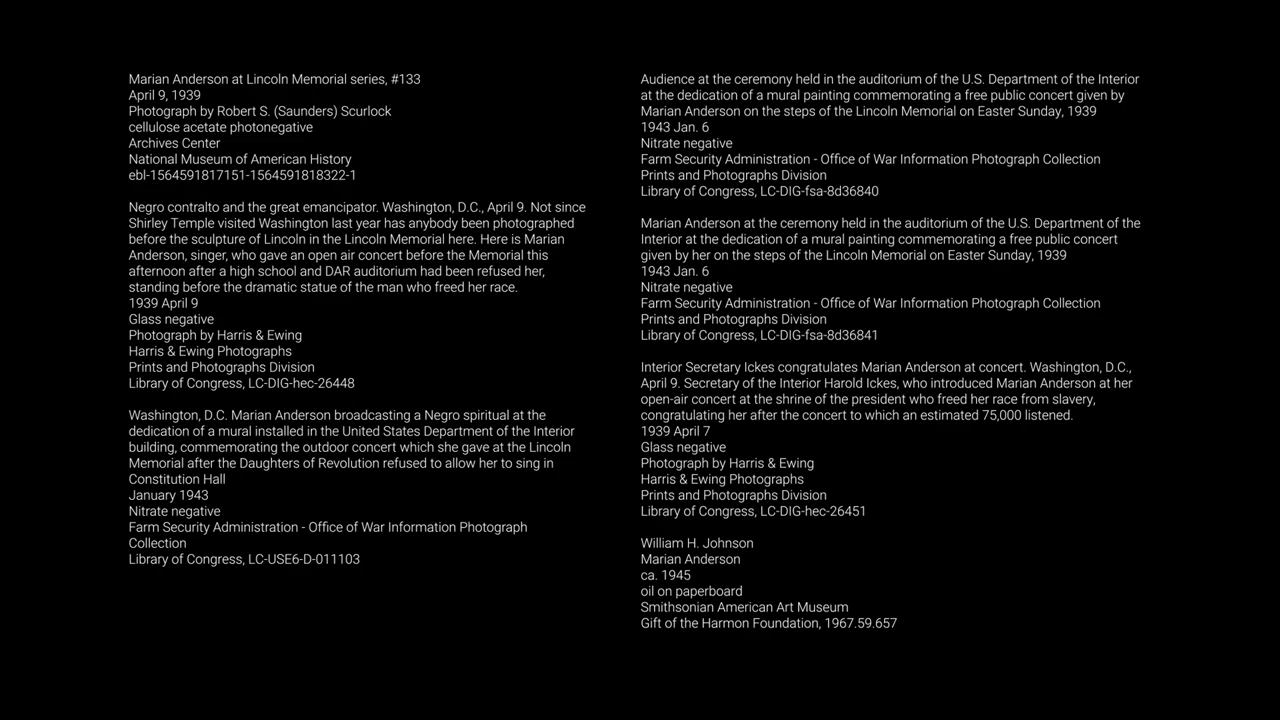 Marian Anderson at Lincoln Memorial series, #133
April 9, 1939
Photograph by Robert S. (Saunders) Scurlock
cellulose acetate photonegative
Archives Center
National Museum of American History
ebl-1564591817151-1564591818322-1
Negro contralto and the great emancipator. Washington, D.C., April 9. Not since
Shirley Temple visited Washington last year has anybody been photographed
before the sculpture of Lincoln in the Lincoln Memorial here. Here is Marian
Anderson, singer, who gave an open air concert before the Memorial this
afternoon after a high school and DAR auditorium had been refused her,
standing before the dramatic statue of the man who freed her race.
1939 April 9
Glass negative
Photograph by Harris & Ewing
Harris & Ewing Photographs
Prints and Photographs Division
Library of Congress, LC-DIG-hec-26448
Washington, D.C. Marian Anderson broadcasting a Negro spiritual at the
dedication of a mural installed in the United States Department of the Interior
building, commemorating the outdoor concert which she gave at the Lincoln
Memorial after the Daughters of Revolution refused to allow her to sing in
Constitution Hall
January 1943
Nitrate negative
Farm Security Administration - Office of War Information Photograph
Collection
Library of Congress, LC-USE6-D-011103
Audience at the ceremony held in the auditorium of the U.S. Department of the Interior
at the dedication of a mural painting commemorating a free public concert given by
Marian Anderson on the steps of the Lincoln Memorial on Easter Sunday, 1939
1943 Jan. 6
Nitrate negative
Farm Security Administration - Office of War Information Photograph Collection
Prints and Photographs Division
Library of Congress, LC-DIG-fsa-8d36840
Marian Anderson at the ceremony held in the auditorium of the U.S. Department of the
Interior at the dedication of a mural painting commemorating a free public concert
given by her on the steps of the Lincoln Memorial on Easter Sunday, 1939
1943 Jan. 6
Nitrate negative
Farm Security Administration - Office of War Information Photograph Collection
Prints and Photographs Division
Library of Congress, LC-DIG-fsa-8d36841
Interior Secretary Ickes congratulates Marian Anderson at concert. Washington, D.C.,
April 9. Secretary of the Interior Harold Ickes, who introduced Marian Anderson at her
open-air concert at the shrine of the president who freed her race from slavery,
congratulating her after the concert to which an estimated 75,000 listened.
1939 April 7
Glass negative
Photograph by Harris & Ewing
Harris & Ewing Photographs
Prints and Photographs Division
Library of Congress, LC-DIG-hec-26451
William H. Johnson
Marian Anderson
ca. 1945
oil on paperboard
Smithsonian American Art Museum
Gift of the Harmon Foundation, 1967.59.657